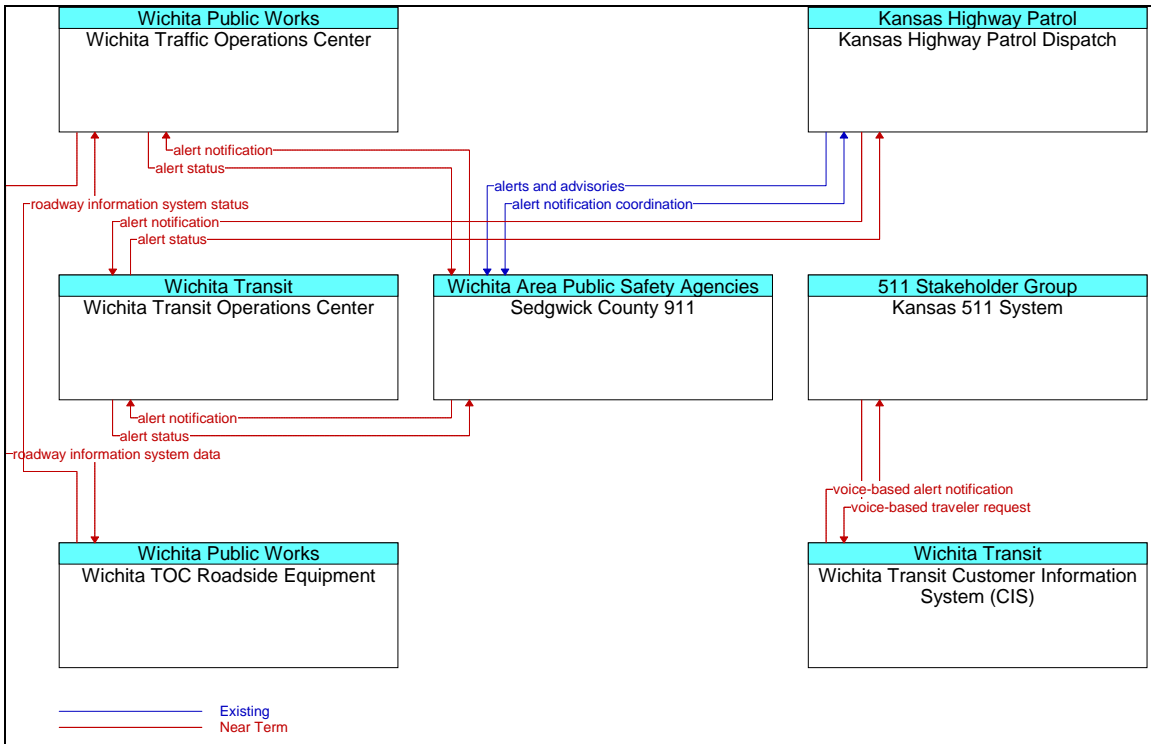 Wichita Public Works
Wichita Traffic Operations Center
Kansas Highway Patrol
Kansas Highway Patrol Dispatch
alert notification
alert status
alerts and advisories
roadway information system status
alert notification coordination
alert notification
alert status
Wichita Transit
Wichita Transit Operations Center
Wichita Area Public Safety Agencies
Sedgwick County 911
511 Stakeholder Group
Kansas 511 System
alert notification
alert status
roadway information system data
voice-based alert notification
voice-based traveler request
Wichita Public Works
Wichita TOC Roadside Equipment
Wichita Transit
Wichita Transit Customer Information
System (CIS)
Existing
Near Term